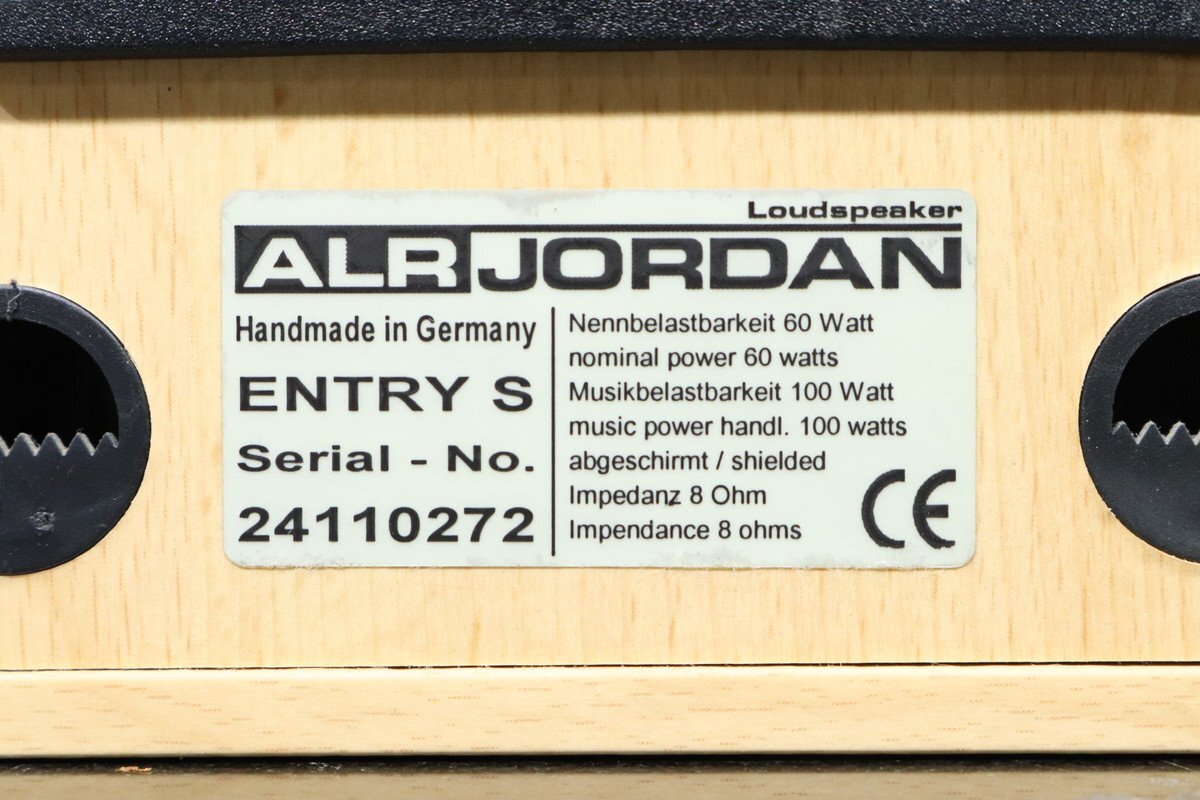 Loudspeaker
ALR JORDAN
Handmade in Germany
ENTRY S
Serial - No.
24110272
Nennbelastbarkeit 60 Watt
nominal power 60 watts
Musikbelastbarkeit 100 Watt
music power handl. 100 watts
abgeschirmt / shielded
Impedanz 8 Ohm
Impendance 8 ohms
CE